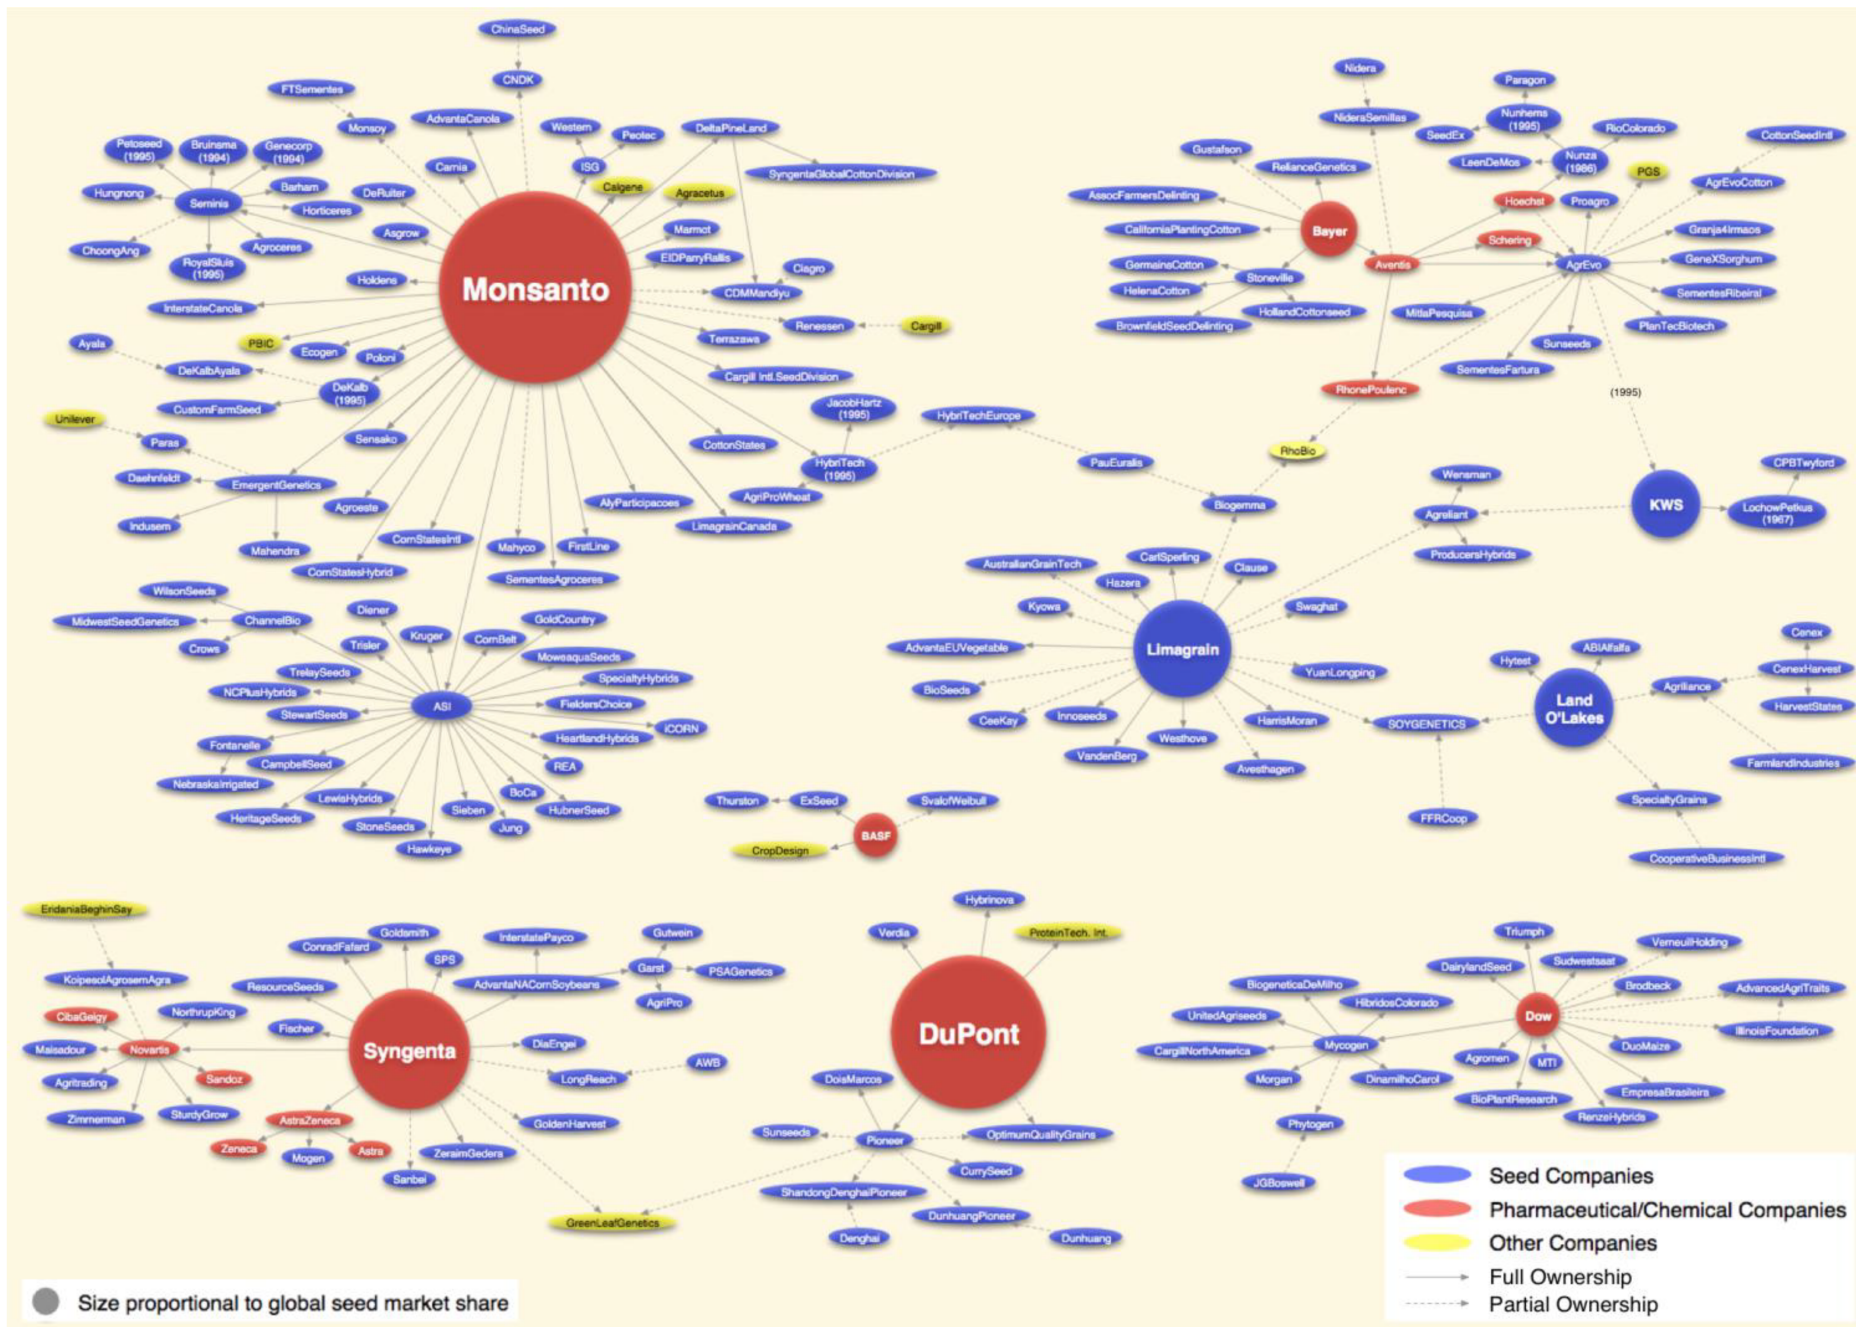 ChinaSeed
CNDK
FTSementes
Monsoy
AdvantaCanola
Western
Peotec
DeltaPineLand
ISG
Petoseed
(1995)
Bruinsma
(1994)
Genecorp
(1994)
Carnia
Calgene
Agracetus
SyngentaGlobalCottonDivision
Hungnong
Seminis
Barham
Horticeres
DeRuiter
Asgrow
Marmot
EIDParryRallis
ChoongAng
RoyalSluis
(1995)
Agroceres
Holdens
Monsanto
Ciagro
CDMMandiyu
InterstateCanola
Renessen
Cargill
PBIC
Ecogen
Poloni
Terrazawa
Ayala
DeKalbAyala
DeKalb
(1995)
CustomFarmSeed
Cargill Intl.SeedDivision
JacobHartz
(1995)
HybriTechEurope
Unilever
Paras
Sensako
CottonStates
HybriTech
(1995)
AgriProWheat
Daehnfeldt
EmergentGenetics
Indusem
Mahendra
Agroeste
CornStatesIntl
CornStatesHybrid
Mahyco
FirstLine
SementesAgroceres
AlyParticipacoes
LimagrainCanada
WilsonSeeds
MidwestSeedGenetics
ChannelBio
Crows
Diener
Trisler
Kruger
CornBelt
GoldCountry
MoweaquaSeeds
SpecialtyHybrids
TrelaySeeds
NCPlusHybrids
StewartSeeds
ASI
FieldersChoice
ICORN
HeartlandHybrids
Fontanelle
CampbellSeed
NebraskaIrrigated
REA
LewisHybrids
HeritageSeeds
StoneSeeds
Hawkeye
Sieben
BoCa
Jung
HubnerSeed
Nidera
NideraSemillas
Paragon
Nunhems
(1995)
SeedEx
RioColorado
CottonSeedIntl
Gustafson
RelianceGenetics
LeenDeMos
Nunza
(1986)
PGS
AgrEvoCotton
AssocFarmersDelinting
CaliforniaPlantingCotton
Bayer
Hoechst
Proagro
Granja4Irmaos
Schering
GermainsCotton
Stoneville
Aventis
AgrEvo
GeneXSorghum
HelenaCotton
HollandCottonseed
BrownfieldSeedDelinting
MitlaPesquisa
SementesRibeiral
PlanTecBiotech
Sunseeds
SementesFartura
RhonePoulenc
(1995)
RhoBio
PauEuralis
Biogemma
Wensman
Agreliant
ProducersHybrids
KWS
CPBTwyford
LochowPetkus
(1967)
AustralianGrainTech
CarlSperling
Hazera
Clause
Kyowa
Swaghat
AdvantaEUVegetable
Limagrain
YuanLongping
BioSeeds
CeeKay
Innoseeds
HarrisMoran
VandenBerg
Westhove
Avesthagen
SOYGENETICS
FFRCoop
Hytest
ABIAlfalfa
Land
O'Lakes
Cenex
CenexHarvest
Agriliance
HarvestStates
FarmlandIndustries
SpecialtyGrains
CooperativeBusinessIntl
Thurston
ExSeed
SvalofWeibull
BASF
CropDesign
EridaniaBeghinSay
KoipesolAgrosemAgra
CibaGeigy
NorthrupKing
Maisadour
Novartis
Agritrading
Sandoz
Zimmerman
SturdyGrow
ConradFafard
Goldsmith
SPS
ResourceSeeds
Fischer
Syngenta
InterstatePayco
AdvantaNACornSoybeans
Gutwein
Garst
PSAGenetics
AgriPro
DiaEngei
LongReach
AWB
GoldenHarvest
ZeraimGedera
AstraZeneca
Zeneca
Mogen
Astra
Sanbei
GreenLeafGenetics
Hybrinova
Verdia
ProteinTech. Int.
DuPont
DoisMarcos
Sunseeds
Pioneer
OptimumQualityGrains
CurrySeed
ShandongDenghaiPioneer
DunhuangPioneer
Denghai
Dunhuang
Triumph
VerneuilHolding
DairylandSeed
Sudwestsaat
Brodbeck
AdvancedAgriTraits
BiogeneticaDeMilho
HibridosColorado
UnitedAgriseeds
Dow
IllinoisFoundation
CargillNorthAmerica
Mycogen
Agromen
MTI
DuoMaize
Morgan
DinamilhoCarol
BioPlantResearch
EmpresaBrasileira
RenzeHybrids
Phytogen
JGBoswell
Seed Companies
Pharmaceutical/Chemical Companies
Other Companies
Full Ownership
Partial Ownership
Size proportional to global seed market share